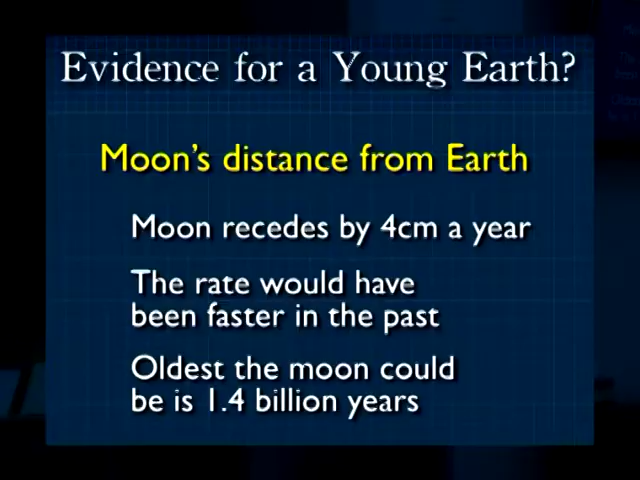 Evidence for a Young Earth?
Moon's distance from Earth
Moon recedes by 4cm a year
The rate would have
been faster in the past
Oldest the moon could
be is 1.4 billion years